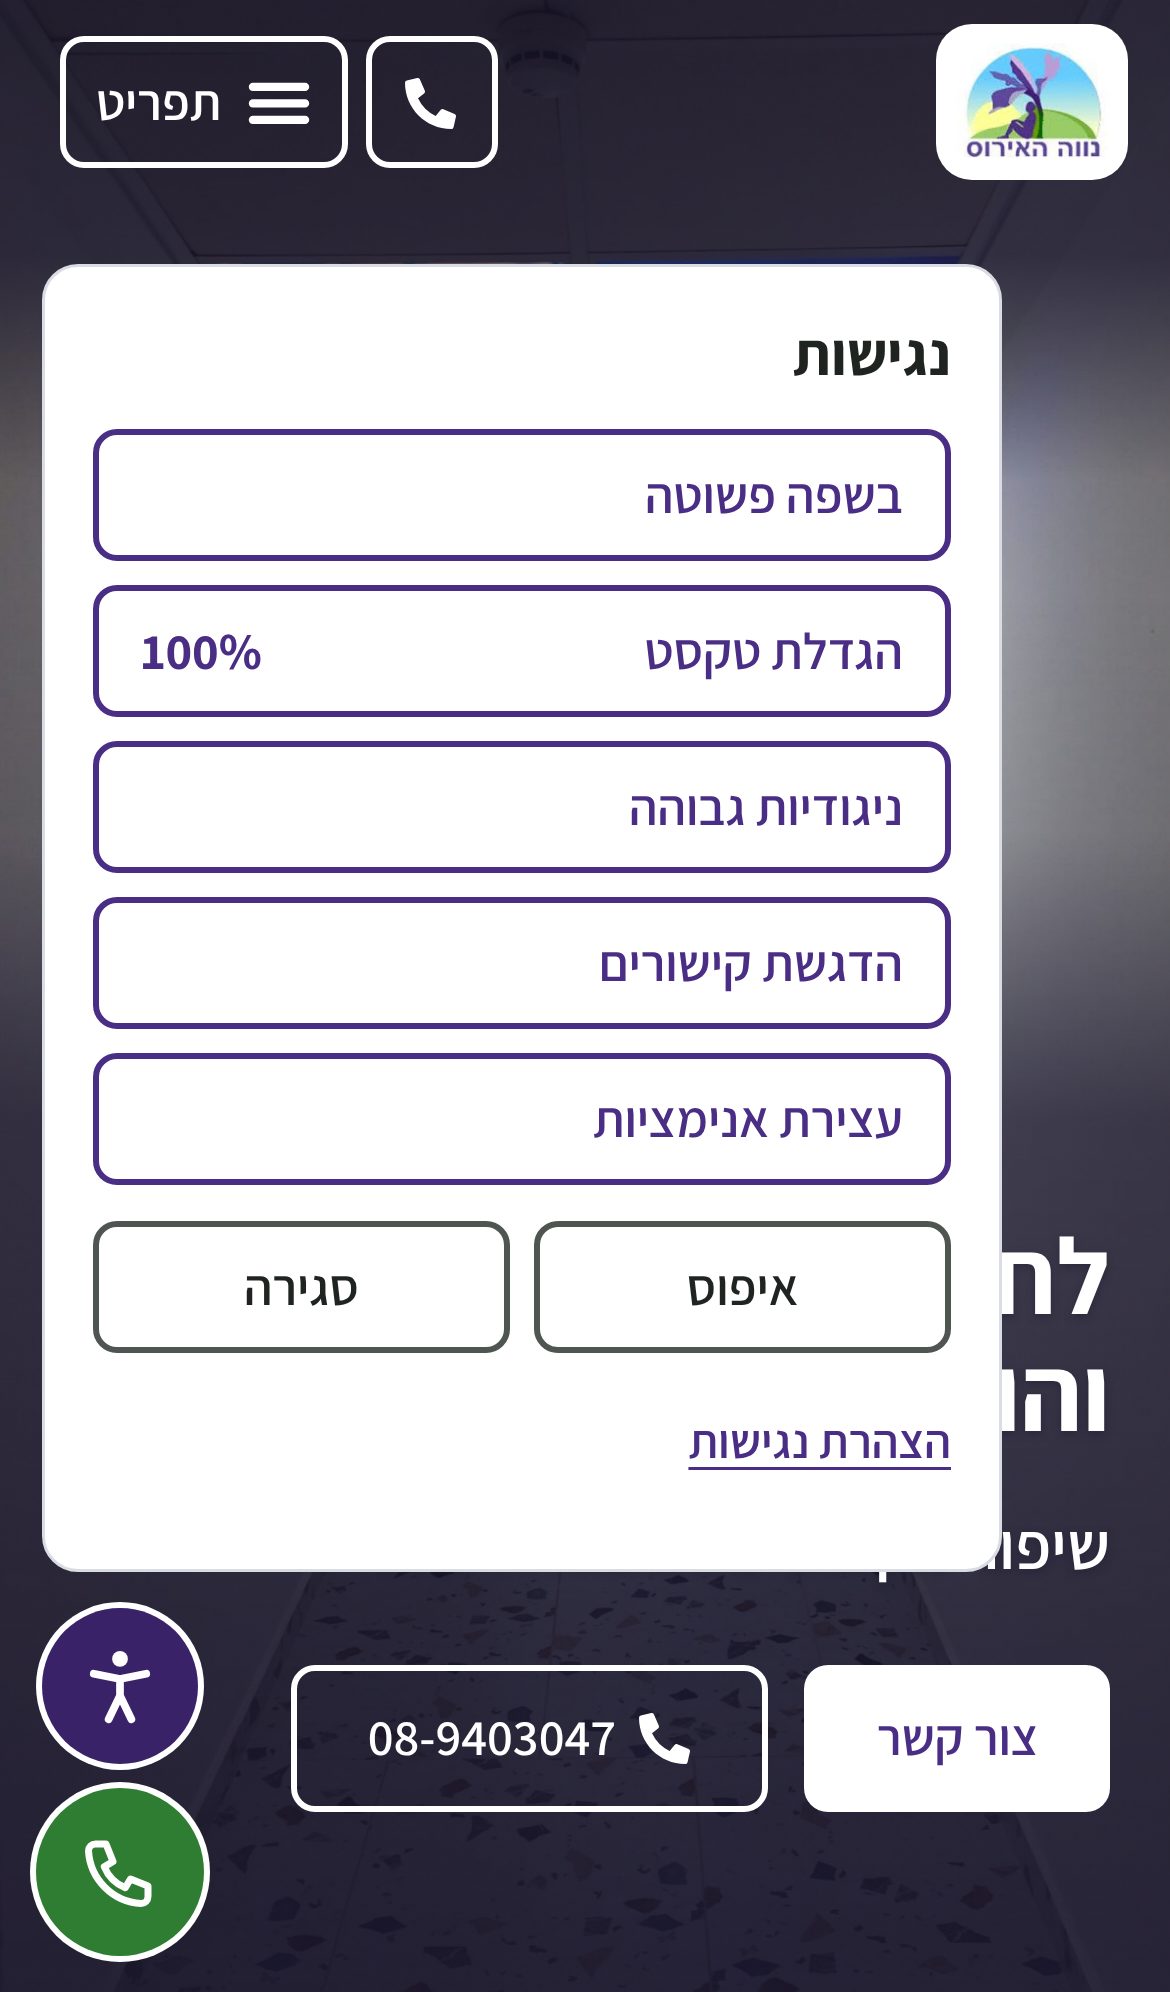 נווה האירוס
תפריט
נגישות
בשפה פשוטה
הגדלת טקסט 100%
ניגודיות גבוהה
הדגשת קישורים
עצירת אנימציות
איפוס סגירה
הצהרת נגישות
צור קשר 08-9403047